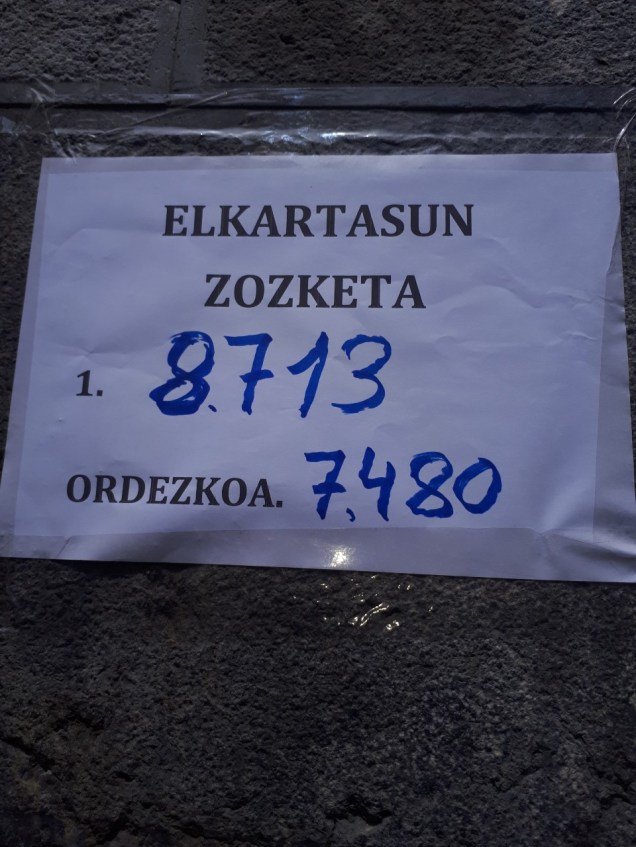 ELKARTASUN
ZOZKETA
1. 8.713
ORDEZKOA. 7.480